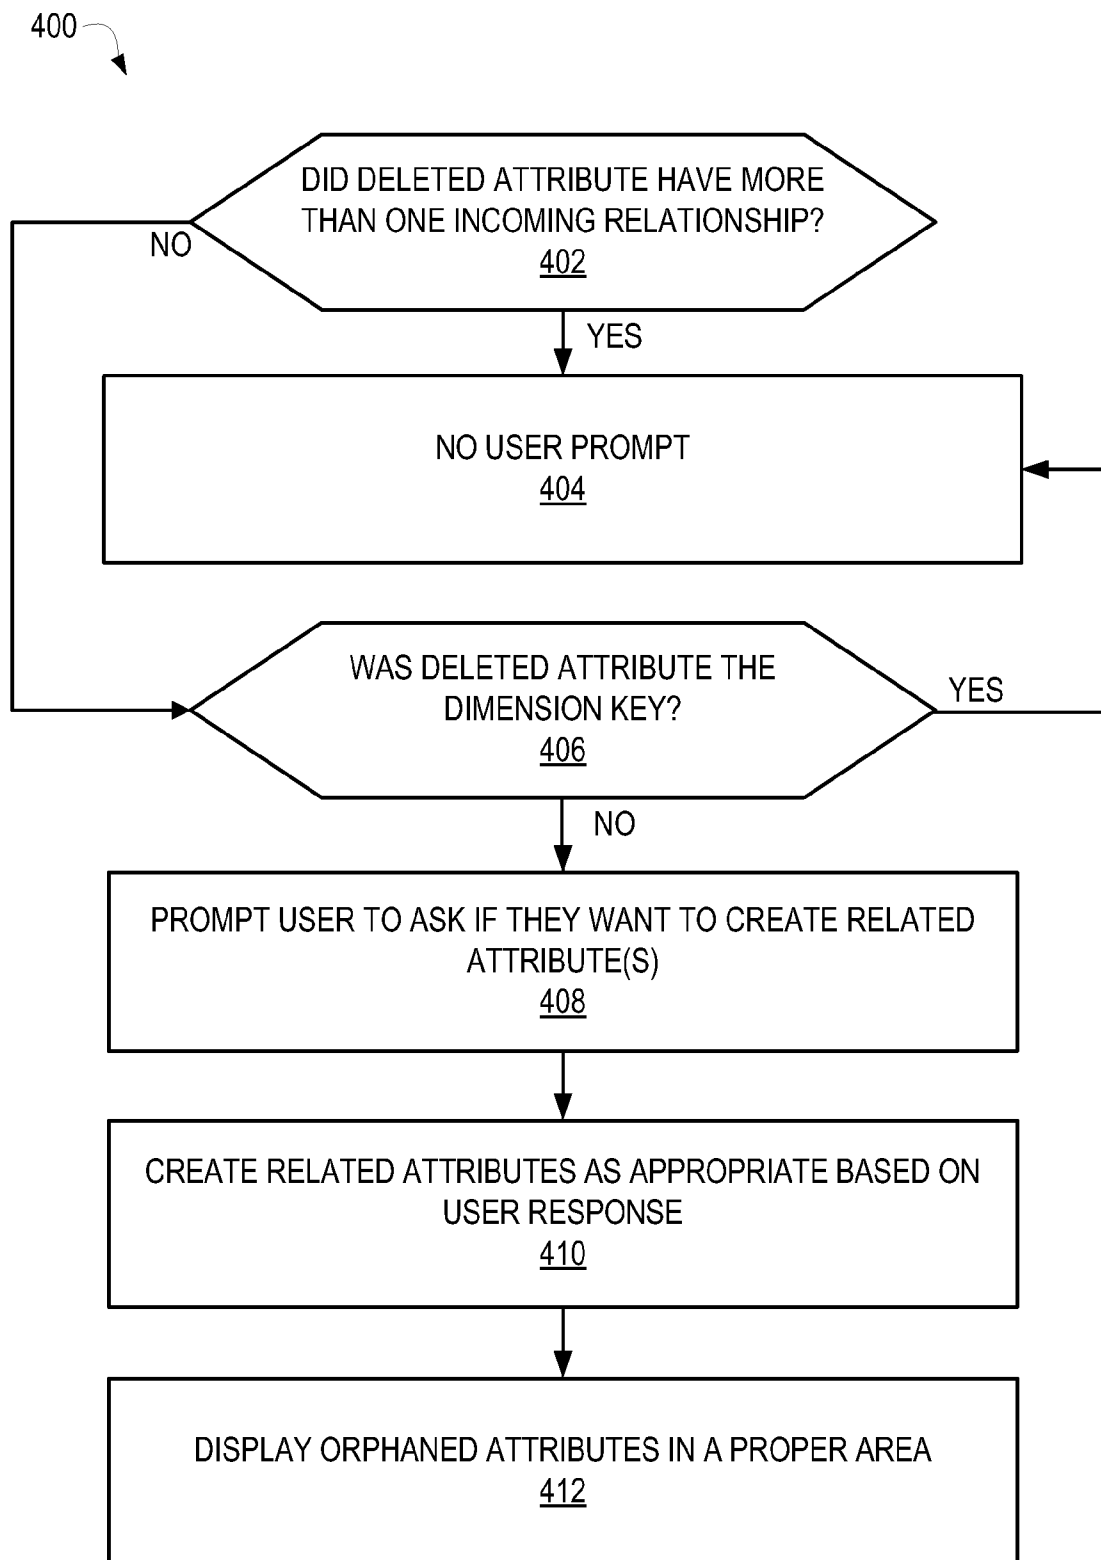 400
DID DELETED ATTRIBUTE HAVE MORE
THAN ONE INCOMING RELATIONSHIP?
402
NO
YES
NO USER PROMPT
404
WAS DELETED ATTRIBUTE THE
DIMENSION KEY?
406
YES
NO
PROMPT USER TO ASK IF THEY WANT TO CREATE RELATED
ATTRIBUTE(S)
408
CREATE RELATED ATTRIBUTES AS APPROPRIATE BASED ON
USER RESPONSE
410
DISPLAY ORPHANED ATTRIBUTES IN A PROPER AREA
412